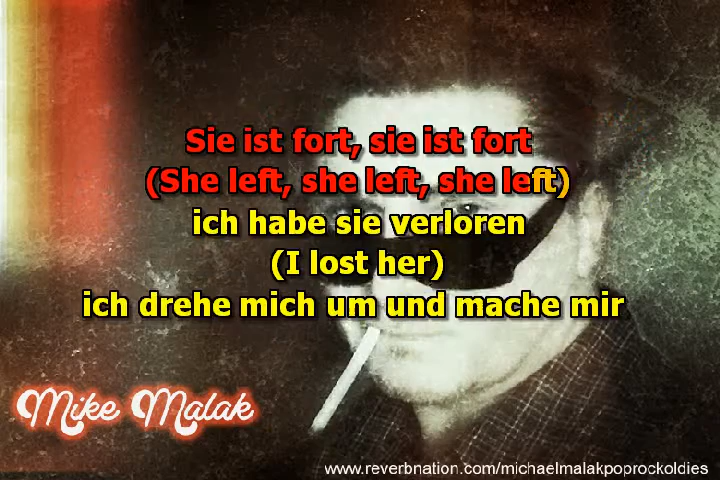 Sie ist fort, sie ist fort
(She left, she left, she left)
ich habe sie verloren
(I lost her)
ich drehe mich um und mache mir
Mike Malak
www.reverbnation.com/michaelmalakpoprockoldies